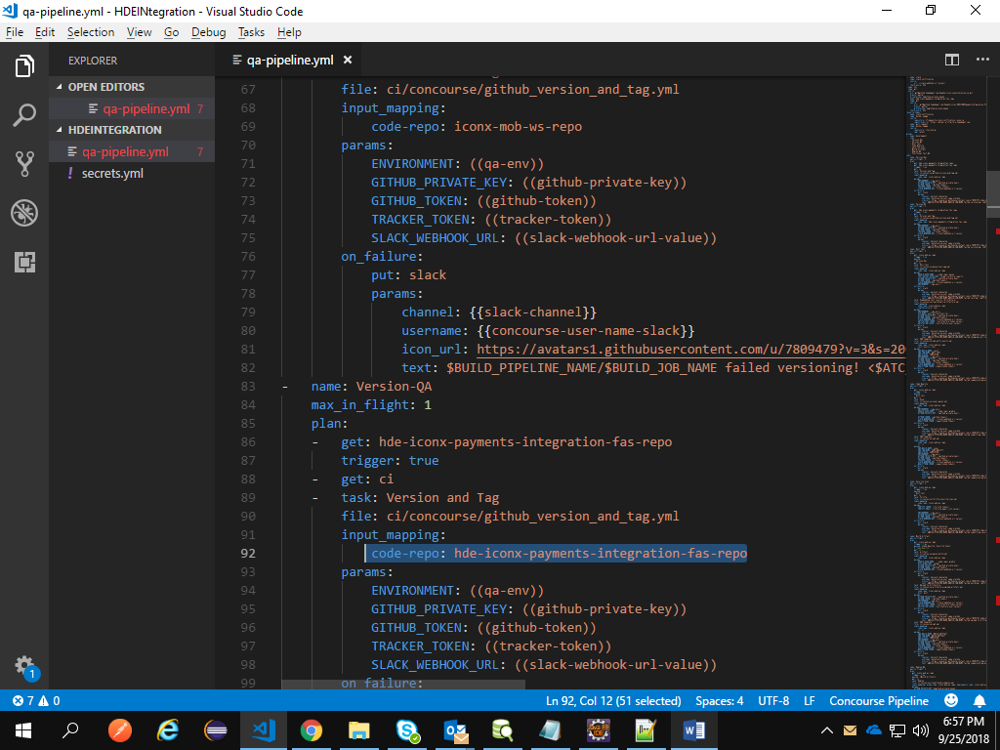 qa-pipeline.yml - HDEINtegration - Visual Studio Code
File Edit Selection View Go Debug Tasks Help
EXPLORER
OPEN EDITORS
qa-pipeline.yml 7
HDEINTEGRATION
qa-pipeline.yml 7
secrets.yml
qa-pipeline.yml
67 file: ci/concourse/github_version_and_tag.yml
68 input_mapping:
69 code-repo: iconx-mob-ws-repo
70 params:
71 ENVIRONMENT: ((qa-env))
72 GITHUB_PRIVATE_KEY: ((github-private-key))
73 GITHUB_TOKEN: ((github-token))
74 TRACKER_TOKEN: ((tracker-token))
75 SLACK_WEBHOOK_URL: ((slack-webhook-url-value))
76 on_failure:
77 put: slack
78 params:
79 channel: {{slack-channel}}
80 username: {{concourse-user-name-slack}}
81 icon_url: https://avatars1.githubusercontent.com/u/7809479?v=3&s=20
82 text: $BUILD_PIPELINE_NAME/$BUILD_JOB_NAME failed versioning! <$ATC
83 - name: Version-QA
84 max_in_flight: 1
85 plan:
86 - get: hde-iconx-payments-integration-fas-repo
87 trigger: true
88 - get: ci
89 - task: Version and Tag
90 file: ci/concourse/github_version_and_tag.yml
91 input_mapping:
92 code-repo: hde-iconx-payments-integration-fas-repo
93 params:
94 ENVIRONMENT: ((qa-env))
95 GITHUB_PRIVATE_KEY: ((github-private-key))
96 GITHUB_TOKEN: ((github-token))
97 TRACKER_TOKEN: ((tracker-token))
98 SLACK_WEBHOOK_URL: ((slack-webhook-url-value))
99 on_failure:
1
7 0 Ln 92, Col 12 (51 selected) Spaces: 4 UTF-8 LF Concourse Pipeline
6:57 PM
9/25/2018